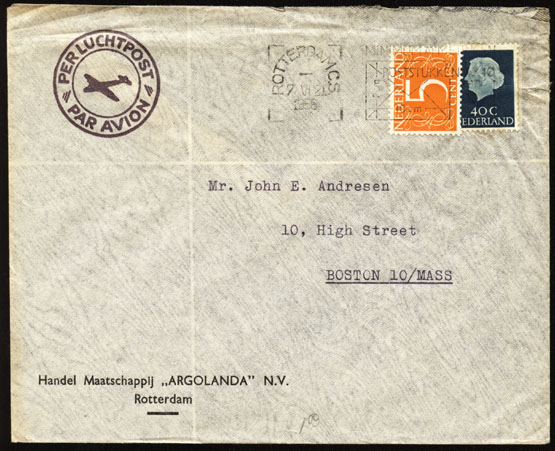 PER LUCHTPOST
PAR AVION
ROTTERDAM CS
NEDERLAND
5
CENT
40 C
NEDERLAND
Mr. John E. Andresen
10, High Street
BOSTON 10/MASS
Handel Maatschappij „ARGOLANDA" N.V.
Rotterdam